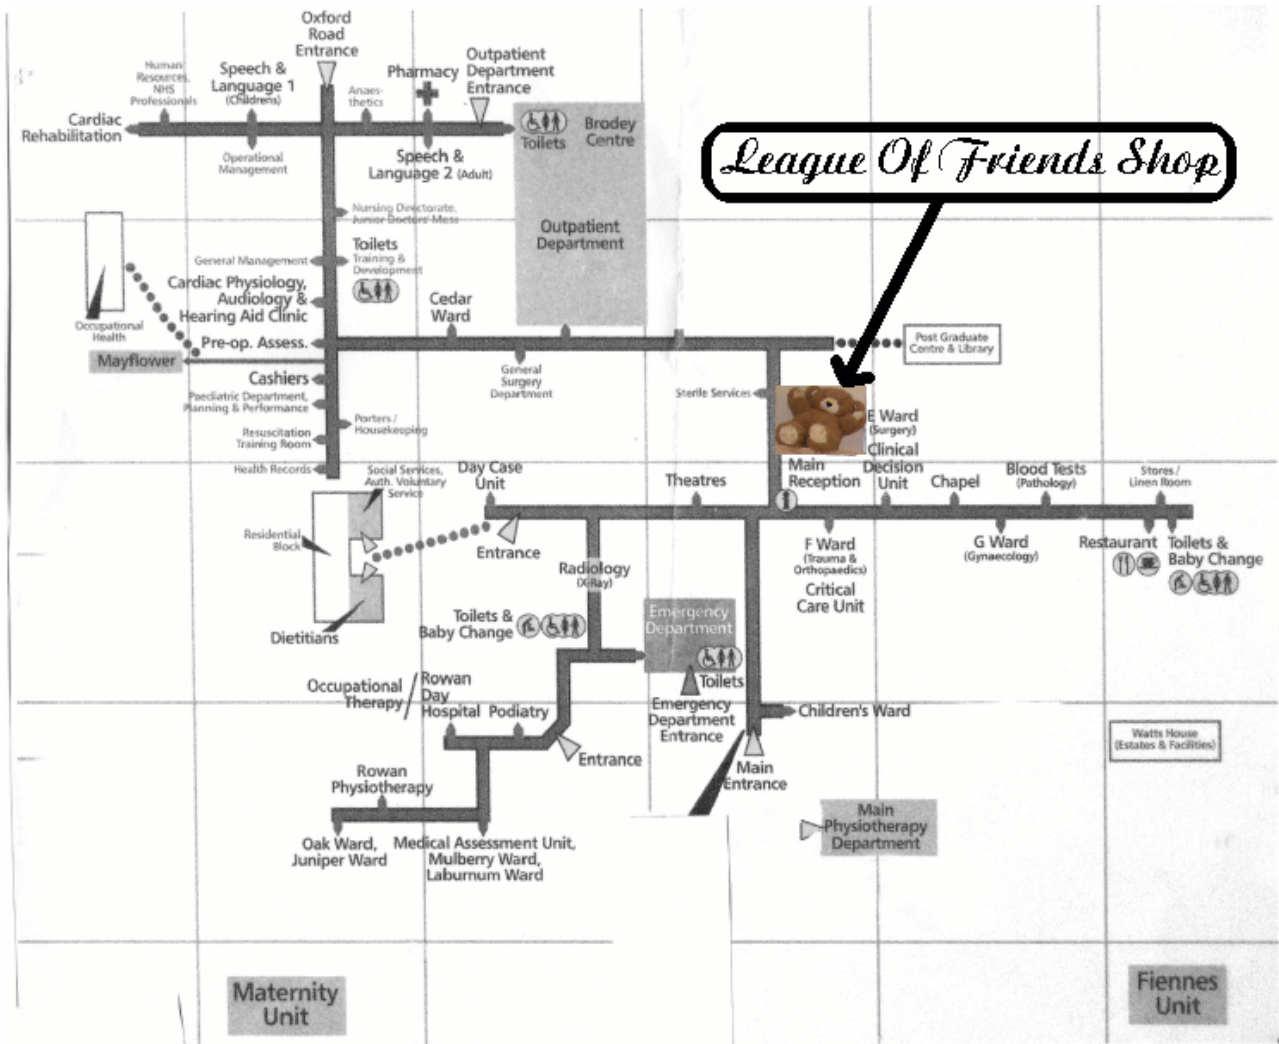 Oxford
Road
Entrance
Human
Resources,
NHS
Professionals
Speech &
Language 1
(Childrens)
Anaes-
thetics
Pharmacy
Outpatient
Department
Entrance
Cardiac
Rehabilitation
Operational
Management
Speech &
Language 2 (Adult)
Toilets
Brodey
Centre
League Of Friends Shop
Nursing Directorate,
Junior Doctors' Mess
Outpatient
Department
General Management
Toilets
Training &
Development
Cardiac Physiology,
Audiology &
Hearing Aid Clinic
Cedar
Ward
Occupational
Health
Pre-op. Assess.
Mayflower
Post Graduate
Centre & Library
General
Surgery
Department
Cashiers
Paediatric Department,
Planning & Performance
Sterile Services
Porters /
Housekeeping
Resuscitation
Training Room
Health Records
E Ward
(Surgery)
Clinical
Decision
Unit
Social Services,
Auth. Voluntary
Service
Day Case
Unit
Theatres
Main
Reception
Chapel
Blood Tests
(Pathology)
Stores /
Linen Room
Residential
Block
Entrance
Radiology
(X-Ray)
F Ward
(Trauma &
Orthopaedics)
Critical
Care Unit
G Ward
(Gynaecology)
Restaurant
Toilets &
Baby Change
Dietitians
Toilets &
Baby Change
Emergency
Department
Toilets
Occupational
Therapy
Rowan
Day
Hospital
Podiatry
Emergency
Department
Entrance
Children's Ward
Entrance
Main
Entrance
Watts House
(Estates & Facilities)
Rowan
Physiotherapy
Main
Physiotherapy
Department
Oak Ward,
Juniper Ward
Medical Assessment Unit,
Mulberry Ward,
Laburnum Ward
Maternity
Unit
Fiennes
Unit